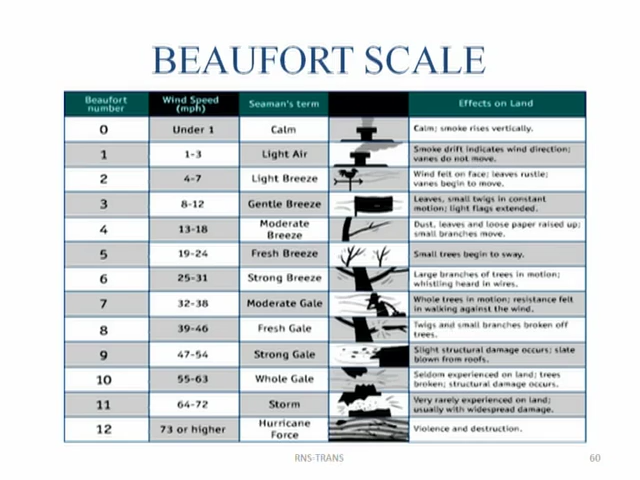 BEAUFORT SCALE
Beaufort number Wind Speed (mph) Seaman's term Effects on Land
0 Under 1 Calm Calm; smoke rises vertically.
1 1-3 Light Air Smoke drift indicates wind direction; vanes do not move.
2 4-7 Light Breeze Wind felt on face; leaves rustle; vanes begin to move.
3 8-12 Gentle Breeze Leaves, small twigs in constant motion; light flags extended.
4 13-18 Moderate Breeze Dust, leaves and loose paper raised up; small branches move.
5 19-24 Fresh Breeze Small trees begin to sway.
6 25-31 Strong Breeze Large branches of trees in motion; whistling heard in wires.
7 32-38 Moderate Gale Whole trees in motion; resistance felt in walking against the wind.
8 39-46 Fresh Gale Twigs and small branches broken off trees.
9 47-54 Strong Gale Slight structural damage occurs; slate blown from roofs.
10 55-63 Whole Gale Seldom experienced on land; trees broken; structural damage occurs.
11 64-72 Storm Very rarely experienced on land; usually with widespread damage.
12 73 or higher Hurricane Force Violence and destruction.
RNS-TRANS 60